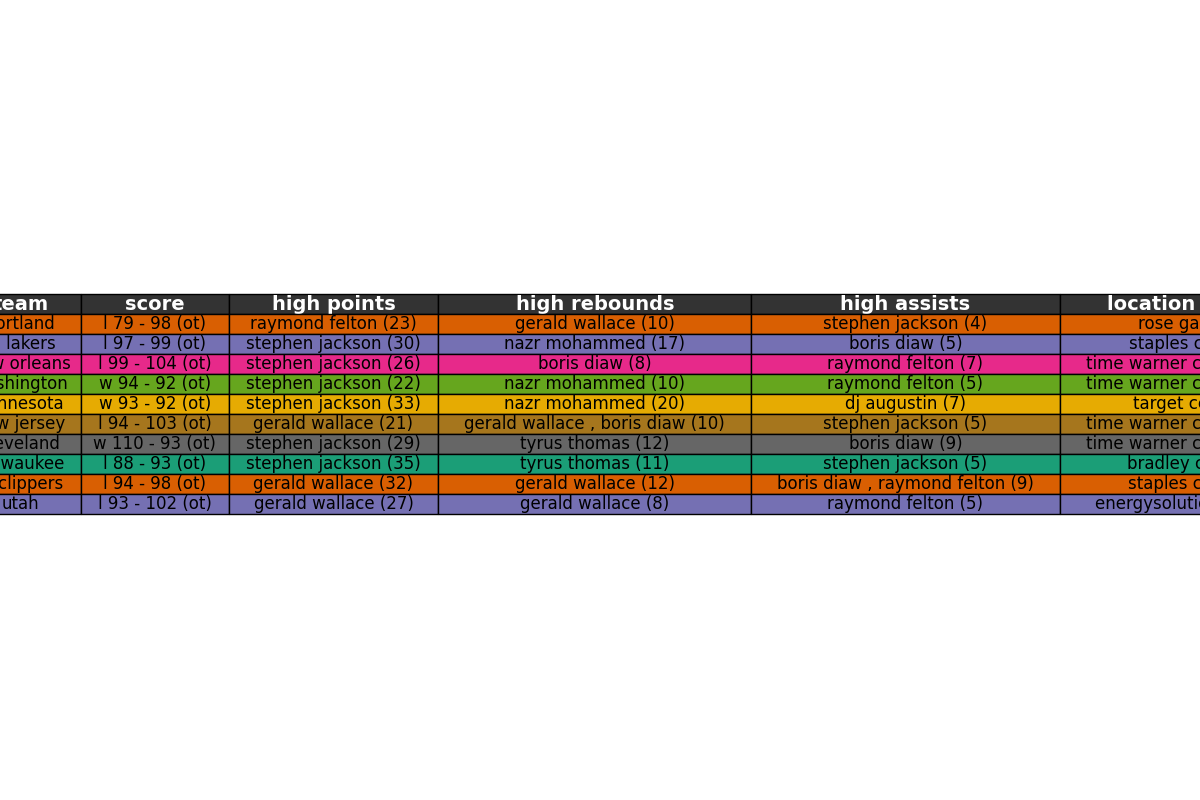 team score high points high rebounds high assists location
ortland l 79 - 98 (ot) raymond felton (23) gerald wallace (10) stephen jackson (4) rose ga
lakers l 97 - 99 (ot) stephen jackson (30) nazr mohammed (17) boris diaw (5) staples c
w orleans l 99 - 104 (ot) stephen jackson (26) boris diaw (8) raymond felton (7) time warner c
shington w 94 - 92 (ot) stephen jackson (22) nazr mohammed (10) raymond felton (5) time warner c
nnesota w 93 - 92 (ot) stephen jackson (33) nazr mohammed (20) dj augustin (7) target ce
w jersey l 94 - 103 (ot) gerald wallace (21) gerald wallace , boris diaw (10) stephen jackson (5) time warner c
eveland w 110 - 93 (ot) stephen jackson (29) tyrus thomas (12) boris diaw (9) time warner c
waukee l 88 - 93 (ot) stephen jackson (35) tyrus thomas (11) stephen jackson (5) bradley c
clippers l 94 - 98 (ot) gerald wallace (32) gerald wallace (12) boris diaw , raymond felton (9) staples c
utah l 93 - 102 (ot) gerald wallace (27) gerald wallace (8) raymond felton (5) energysoluti